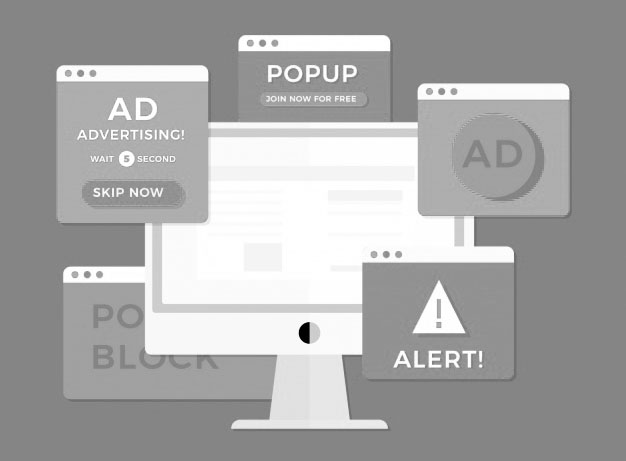 POPUP
JOIN NOW FOR FREE
AD
ADVERTISING!
WAIT 5 SECOND
SKIP NOW
AD
PO
BLOCK
ALERT!